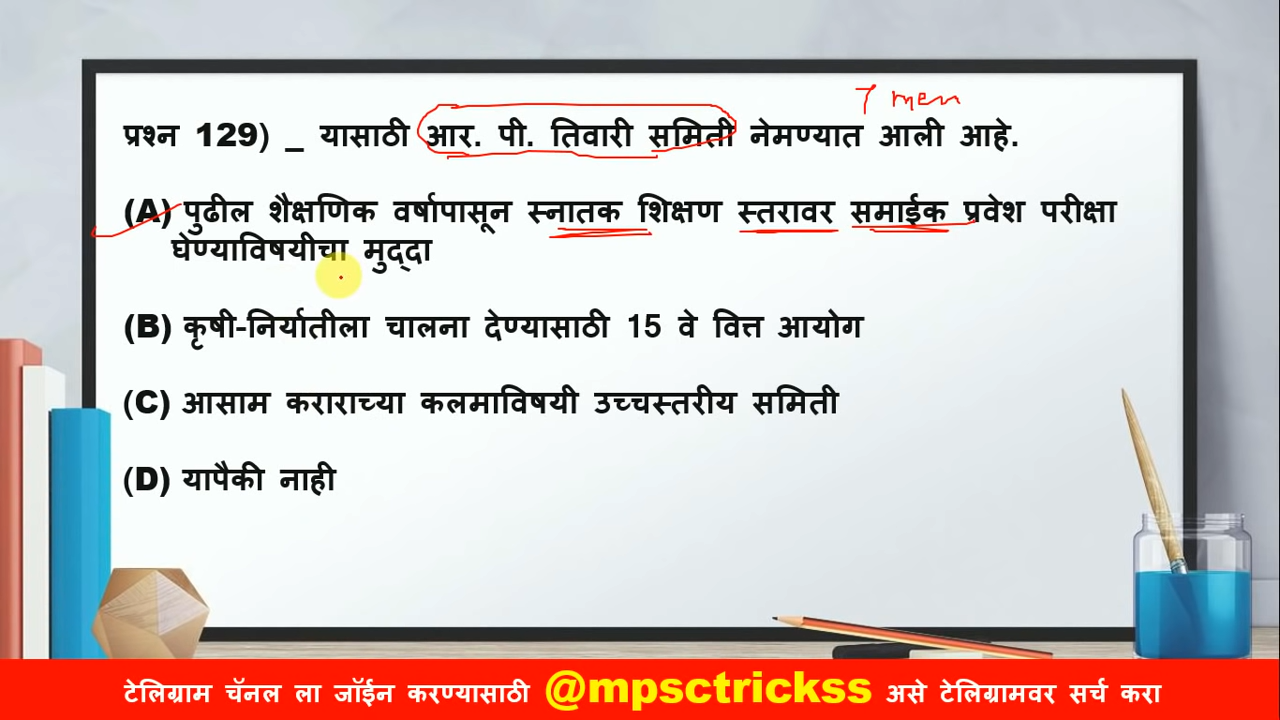 7 men
प्रश्न 129) _ यासाठी आर. पी. तिवारी समिती नेमण्यात आली आहे.
(A) पुढील शैक्षणिक वर्षापासून स्नातक शिक्षण स्तरावर समाईक प्रवेश परीक्षा
घेण्याविषयीचा मुद्दा
(B) कृषी-निर्यातीला चालना देण्यासाठी 15 वे वित्त आयोग
(C) आसाम कराराच्या कलमाविषयी उच्चस्तरीय समिती
(D) यापैकी नाही
टेलिग्राम चॅनल ला जॉईन करण्यासाठी @mpsctrickss असे टेलिग्रामवर सर्च करा